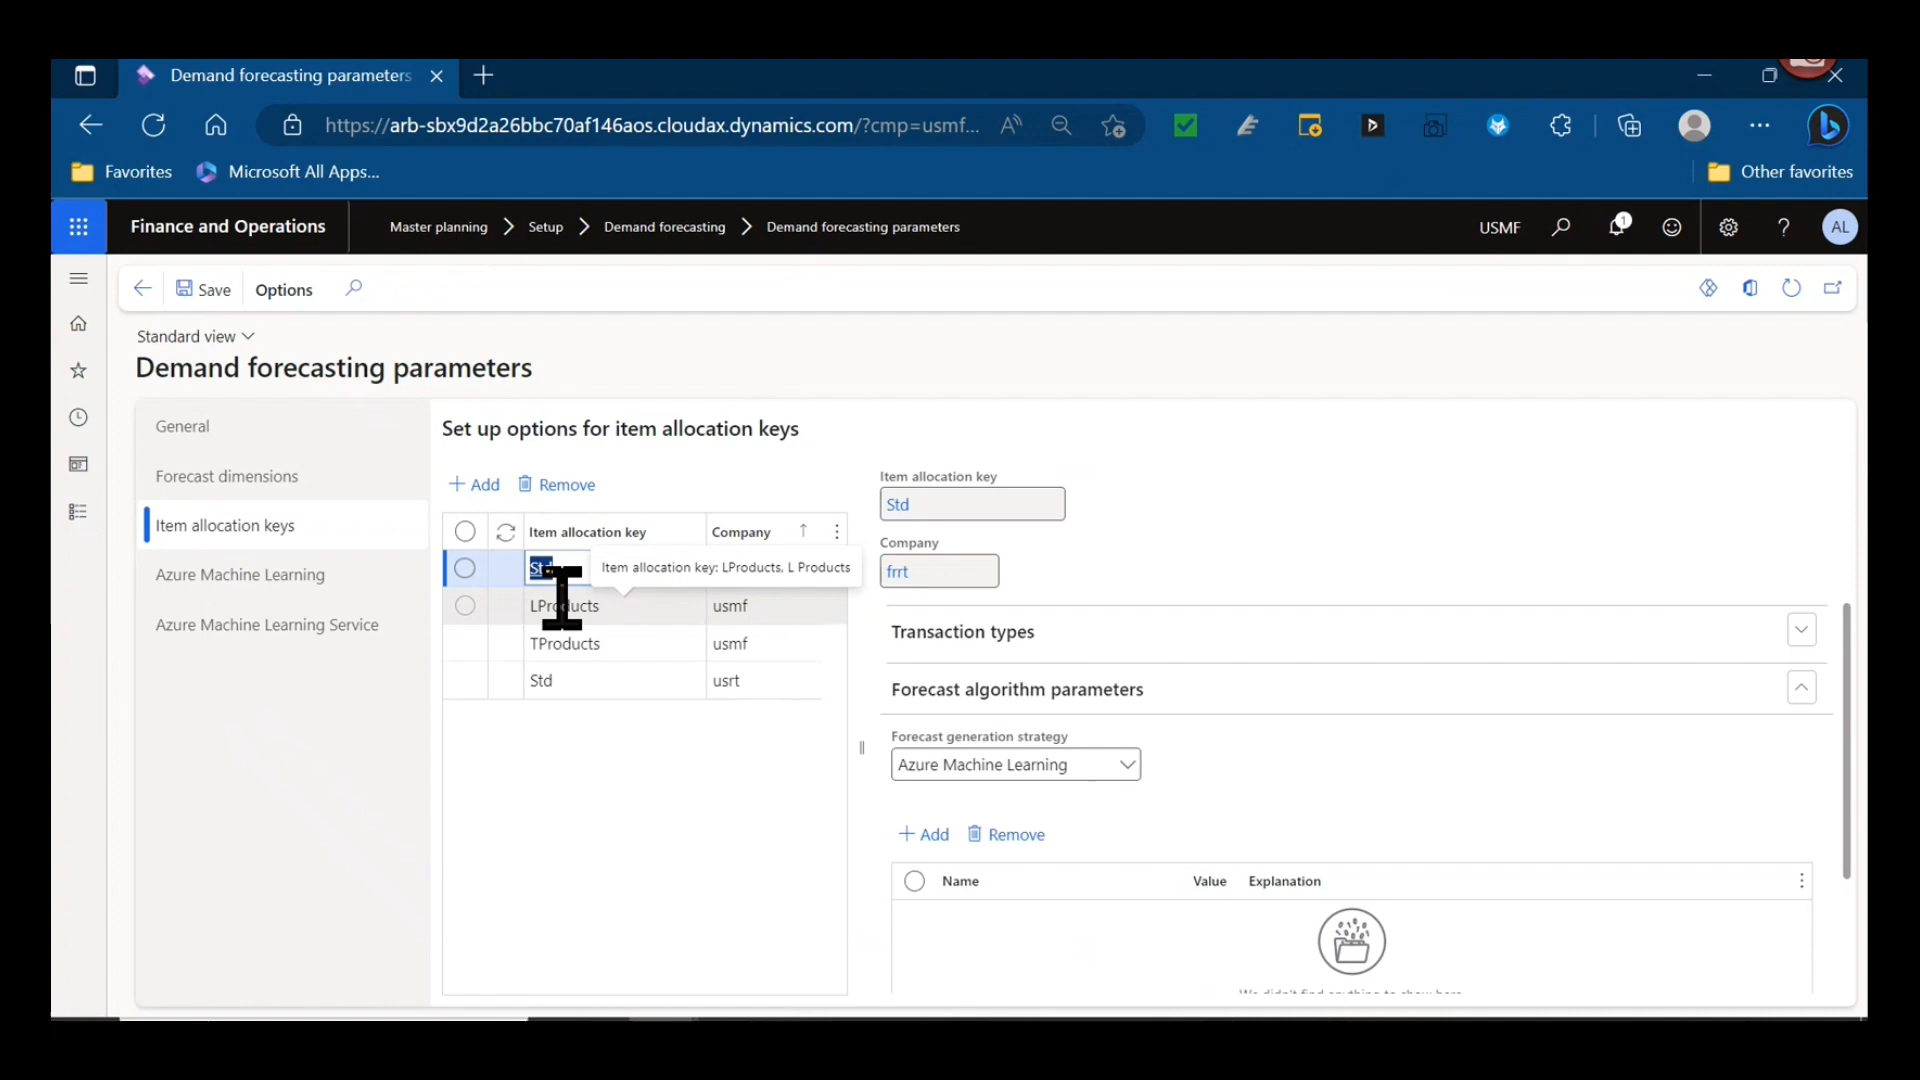 Demand forecasting parameters
https://arb-sbx9d2a26bbc70af146aos.cloudax.dynamics.com/?cmp=usmf...
Favorites
Microsoft All Apps...
Other favorites
Finance and Operations
Master planning
Setup
Demand forecasting
Demand forecasting parameters
USMF
1
AL
Save
Options
Standard view
Demand forecasting parameters
General
Forecast dimensions
Item allocation keys
Azure Machine Learning
Azure Machine Learning Service
Set up options for item allocation keys
Add
Remove
Item allocation key
Company
Item allocation key: LProducts. L Products
LProducts
usmf
TProducts
usmf
Std
usrt
Item allocation key
Std
Company
frrt
Transaction types
Forecast algorithm parameters
Forecast generation strategy
Azure Machine Learning
Add
Remove
Name
Value
Explanation